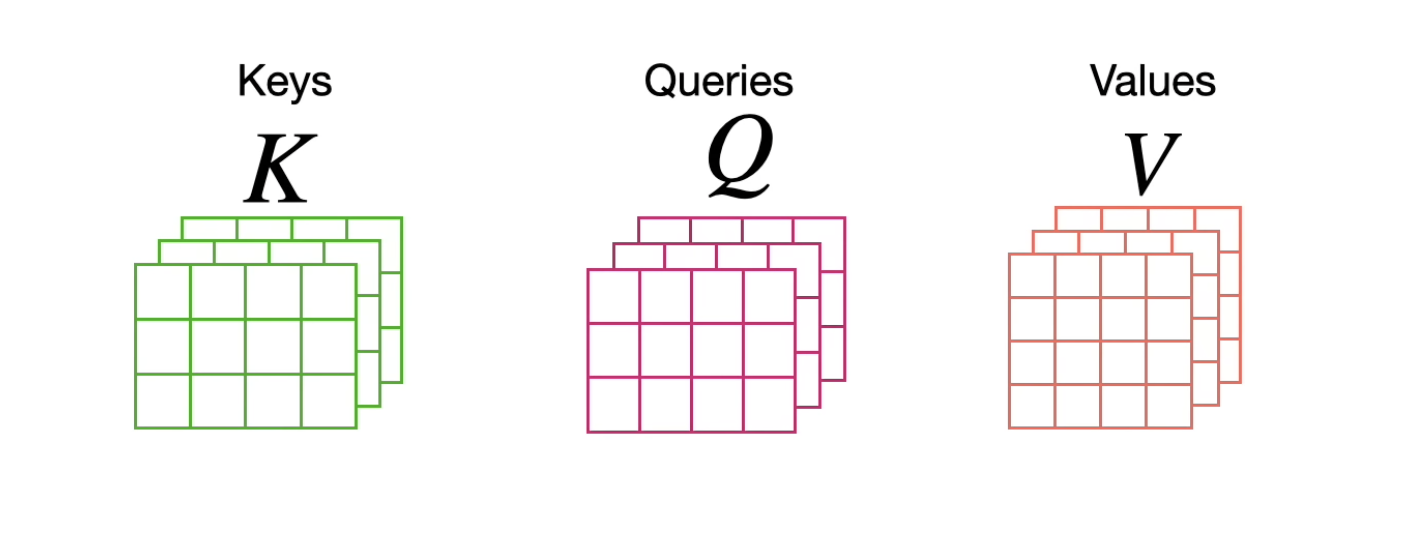 Keys Queries Values
K Q V